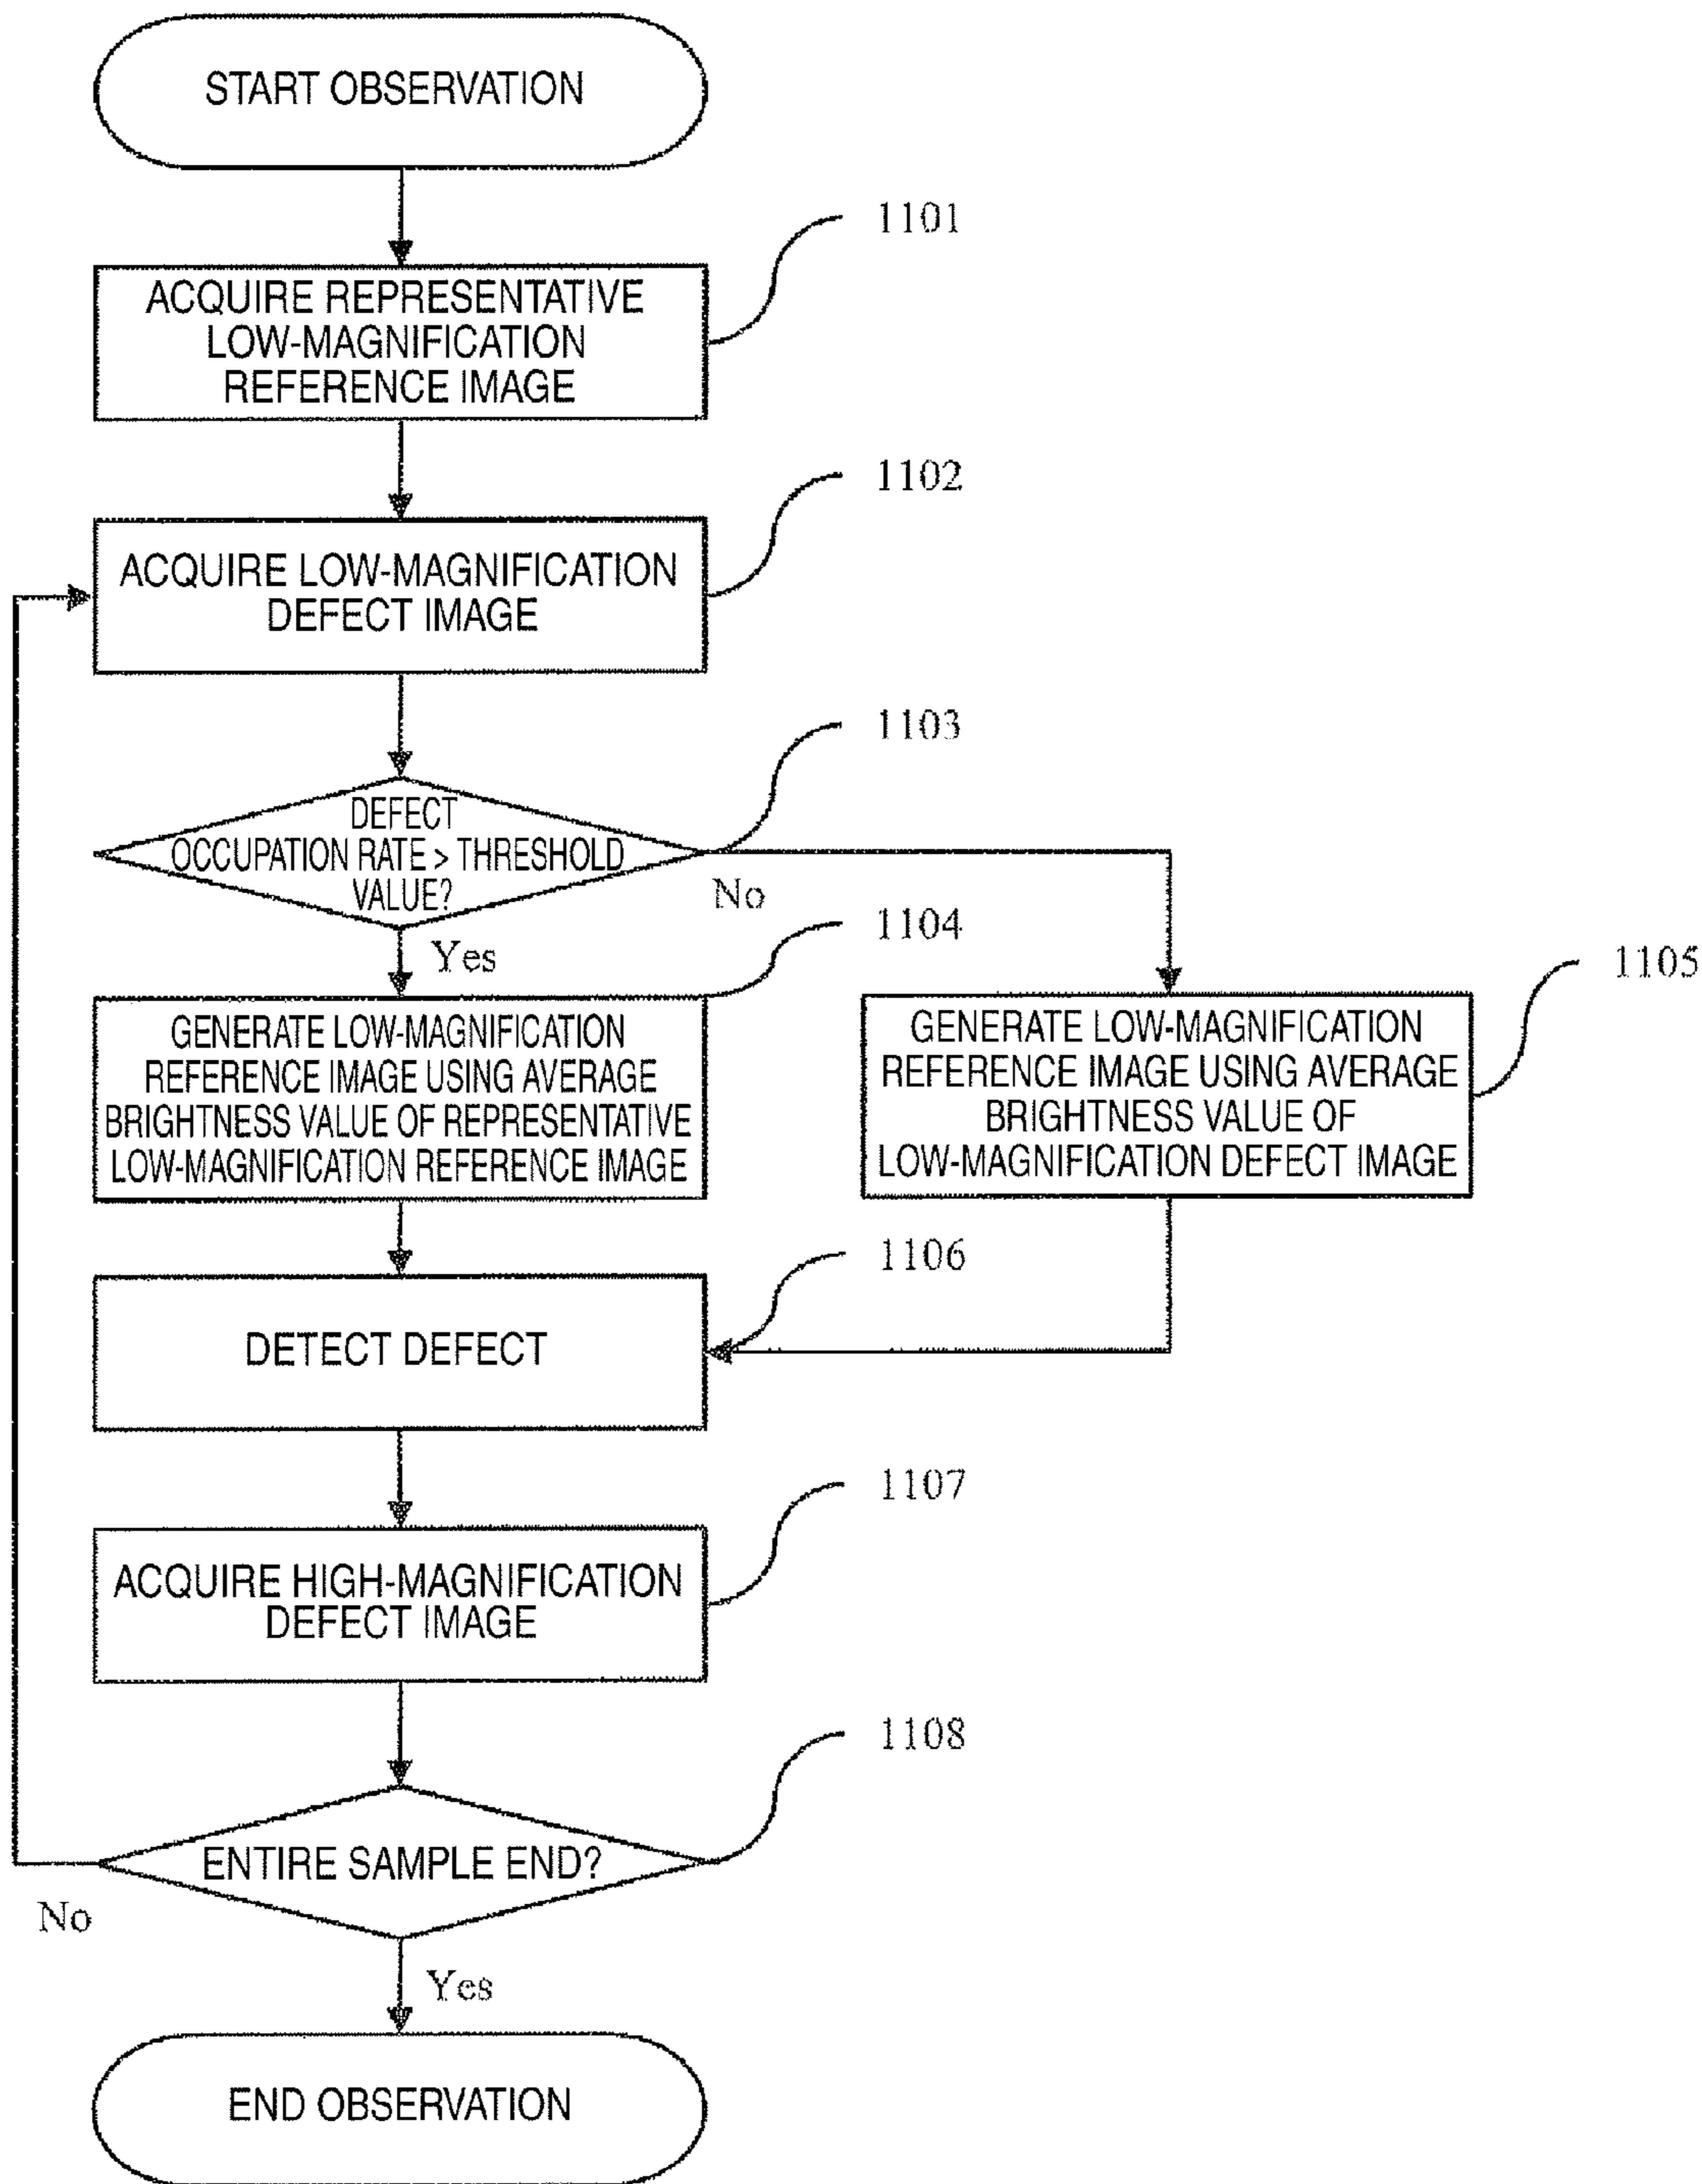 START OBSERVATION
1101
ACQUIRE REPRESENTATIVE
LOW-MAGNIFICATION
REFERENCE IMAGE
1102
ACQUIRE LOW-MAGNIFICATION
DEFECT IMAGE
1103
DEFECT
OCCUPATION RATE > THRESHOLD
VALUE?
No
Yes
1104
GENERATE LOW-MAGNIFICATION
REFERENCE IMAGE USING AVERAGE
BRIGHTNESS VALUE OF REPRESENTATIVE
LOW-MAGNIFICATION REFERENCE IMAGE
1105
GENERATE LOW-MAGNIFICATION
REFERENCE IMAGE USING AVERAGE
BRIGHTNESS VALUE OF
LOW-MAGNIFICATION DEFECT IMAGE
1106
DETECT DEFECT
1107
ACQUIRE HIGH-MAGNIFICATION
DEFECT IMAGE
1108
ENTIRE SAMPLE END?
No
Yes
END OBSERVATION